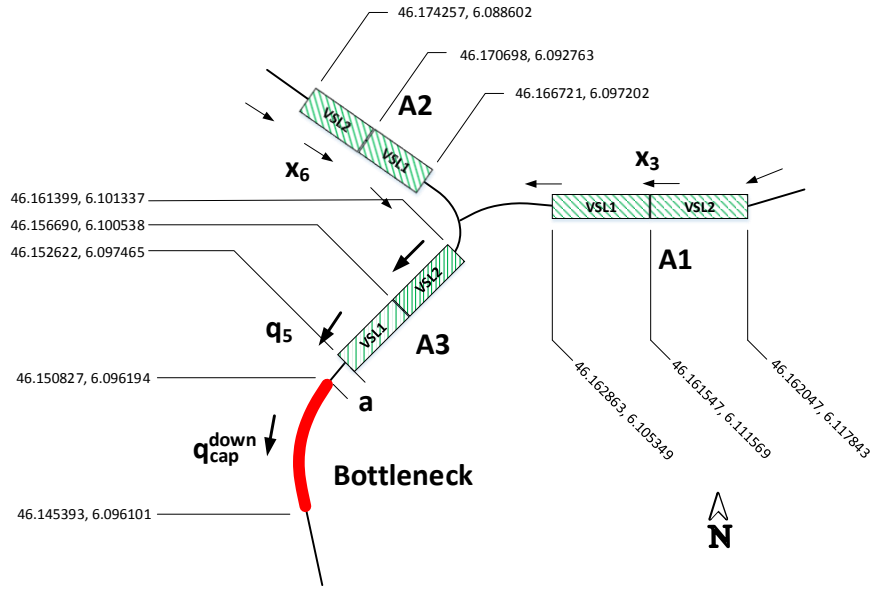 46.174257, 6.088602
46.170698, 6.092763
A2
46.166721, 6.097202
VSL2
VSL1
x3
x6
46.161399, 6.101337
46.156690, 6.100538
46.152622, 6.097465
VSL1
VSL2
A1
VSL2
q5
VSL1
A3
46.150827, 6.096194
a
46.162863, 6.105349
46.161547, 6.111569
46.162047, 6.117843
qcap down
Bottleneck
46.145393, 6.096101
N